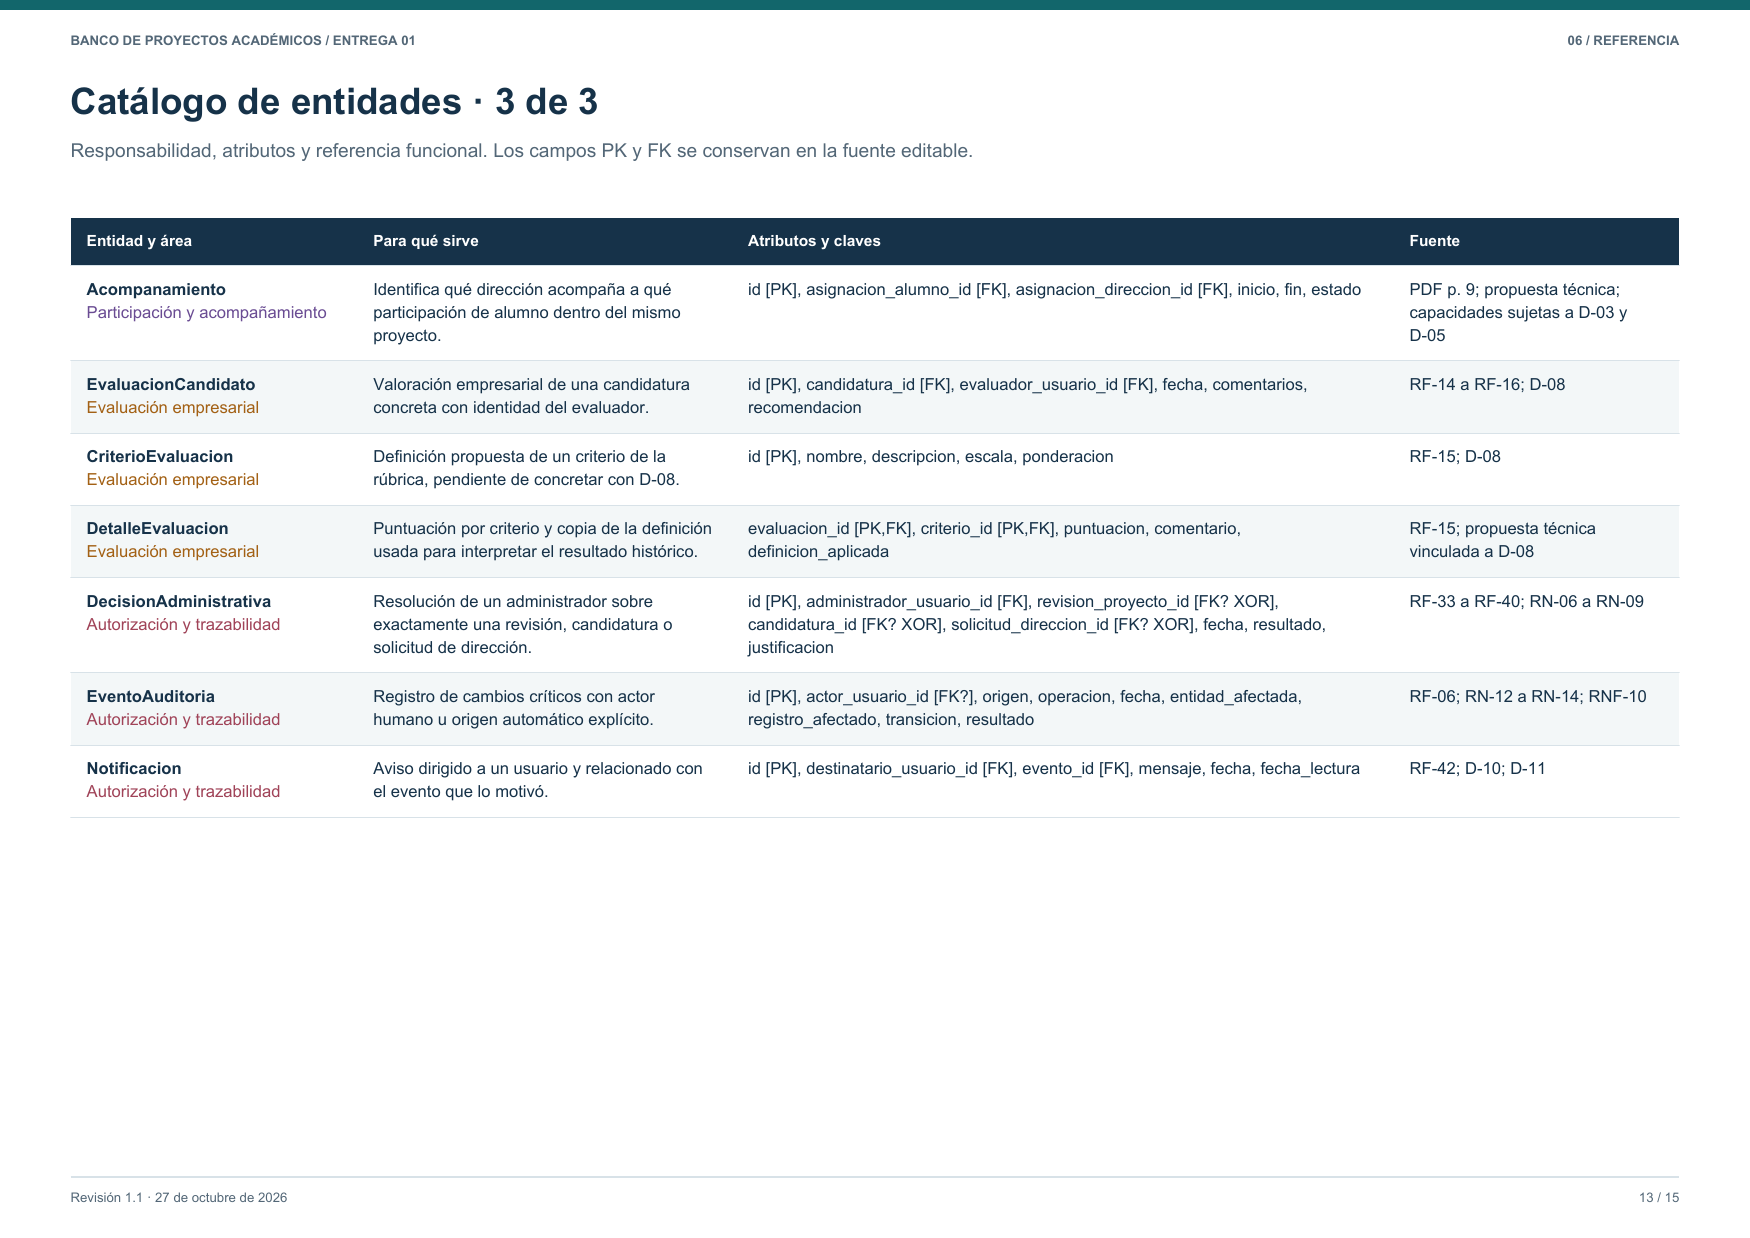 BANCO DE PROYECTOS ACADÉMICOS / ENTREGA 01
06 / REFERENCIA
Catálogo de entidades · 3 de 3
Responsabilidad, atributos y referencia funcional. Los campos PK y FK se conservan en la fuente editable.
Entidad y área
Para qué sirve
Atributos y claves
Fuente
Acompanamiento
Participación y acompañamiento
Identifica qué dirección acompaña a qué
participación de alumno dentro del mismo
proyecto.
id [PK], asignacion_alumno_id [FK], asignacion_direccion_id [FK], inicio, fin, estado
PDF p. 9; propuesta técnica;
capacidades sujetas a D-03 y
D-05
EvaluacionCandidato
Evaluación empresarial
Valoración empresarial de una candidatura
concreta con identidad del evaluador.
id [PK], candidatura_id [FK], evaluador_usuario_id [FK], fecha, comentarios,
recomendacion
RF-14 a RF-16; D-08
CriterioEvaluacion
Evaluación empresarial
Definición propuesta de un criterio de la
rúbrica, pendiente de concretar con D-08.
id [PK], nombre, descripcion, escala, ponderacion
RF-15; D-08
DetalleEvaluacion
Evaluación empresarial
Puntuación por criterio y copia de la definición
usada para interpretar el resultado histórico.
evaluacion_id [PK,FK], criterio_id [PK,FK], puntuacion, comentario,
definicion_aplicada
RF-15; propuesta técnica
vinculada a D-08
DecisionAdministrativa
Autorización y trazabilidad
Resolución de un administrador sobre
exactamente una revisión, candidatura o
solicitud de dirección.
id [PK], administrador_usuario_id [FK], revision_proyecto_id [FK? XOR],
candidatura_id [FK? XOR], solicitud_direccion_id [FK? XOR], fecha, resultado,
justificacion
RF-33 a RF-40; RN-06 a RN-09
EventoAuditoria
Autorización y trazabilidad
Registro de cambios críticos con actor
humano u origen automático explícito.
id [PK], actor_usuario_id [FK?], origen, operacion, fecha, entidad_afectada,
registro_afectado, transicion, resultado
RF-06; RN-12 a RN-14; RNF-10
Notificacion
Autorización y trazabilidad
Aviso dirigido a un usuario y relacionado con
el evento que lo motivó.
id [PK], destinatario_usuario_id [FK], evento_id [FK], mensaje, fecha, fecha_lectura
RF-42; D-10; D-11
Revisión 1.1 · 27 de octubre de 2026
13 / 15